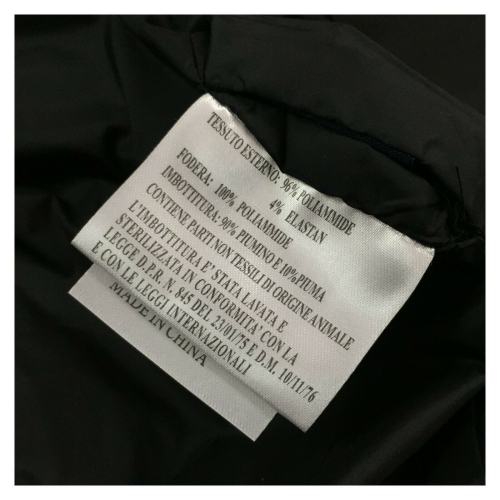 TESSUTO ESTERNO: 96% POLIAMMIDE
4% ELASTAN
FODERA: 100% POLIAMMIDE
IMBOTTITURA: 90% PIUMINO E 10%PIUMA
CONTIENE PARTI NON TESSILI DI ORIGINE ANIMALE
L'IMBOTTITURA E' STATA LAVATA E
STERILIZZATA IN CONFORMITA' CON LA
LEGGE D.P.R. N. 845 DEL 23/01/75 E D.M. 10/11/76
E CON LE LEGGI INTERNAZIONALI
MADE IN CHINA